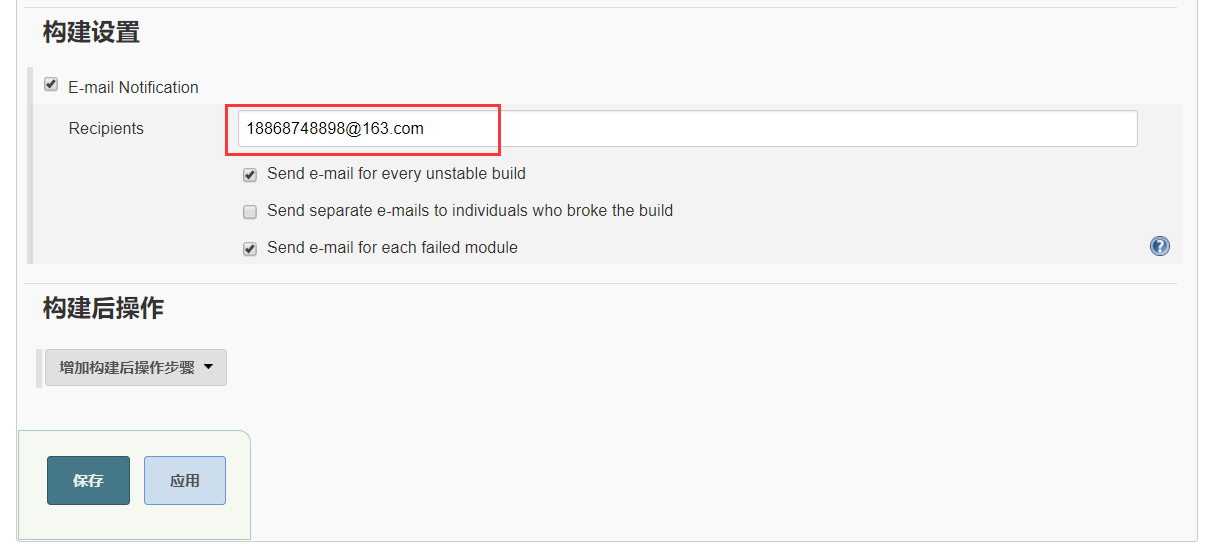 构建设置
E-mail Notification
Recipients
18868748898@163.com
Send e-mail for every unstable build
Send separate e-mails to individuals who broke the build
Send e-mail for each failed module
?
构建后操作
增加构建后操作步骤
保存 应用